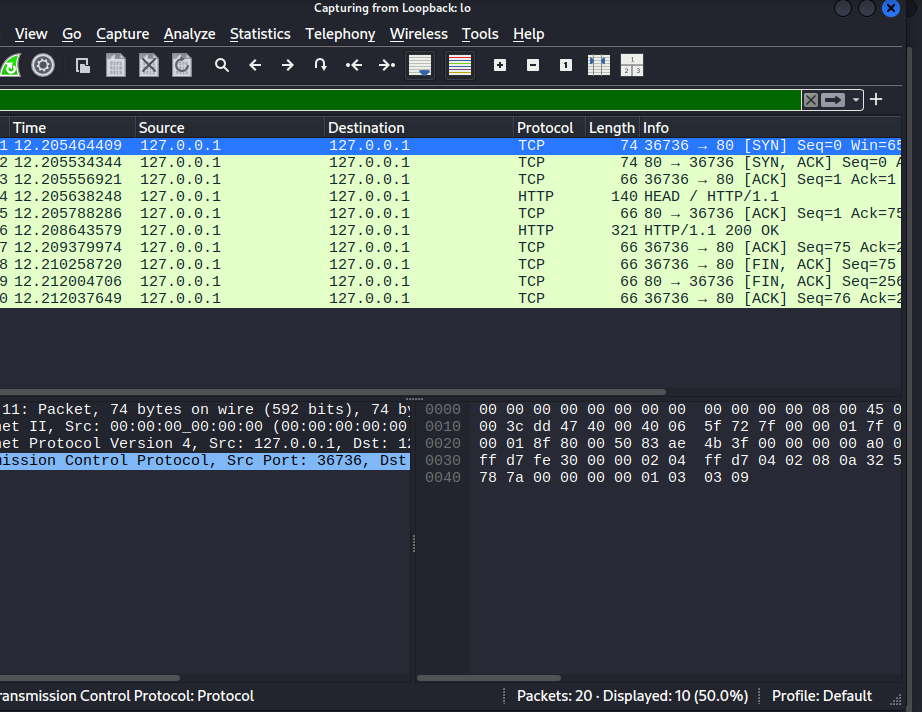 Capturing from Loopback: lo
View Go Capture Analyze Statistics Telephony Wireless Tools Help
Time Source Destination Protocol Length Info
1 12.205464409 127.0.0.1 127.0.0.1 TCP 74 36736 → 80 [SYN] Seq=0 Win=65
2 12.205534344 127.0.0.1 127.0.0.1 TCP 74 80 → 36736 [SYN, ACK] Seq=0 A
3 12.205556921 127.0.0.1 127.0.0.1 TCP 66 36736 → 80 [ACK] Seq=1 Ack=1
4 12.205638248 127.0.0.1 127.0.0.1 HTTP 140 HEAD / HTTP/1.1
5 12.205788286 127.0.0.1 127.0.0.1 TCP 66 80 → 36736 [ACK] Seq=1 Ack=75
6 12.208643579 127.0.0.1 127.0.0.1 HTTP 321 HTTP/1.1 200 OK
7 12.209379974 127.0.0.1 127.0.0.1 TCP 66 36736 → 80 [ACK] Seq=75 Ack=2
8 12.210258720 127.0.0.1 127.0.0.1 TCP 66 36736 → 80 [FIN, ACK] Seq=75
9 12.212004706 127.0.0.1 127.0.0.1 TCP 66 80 → 36736 [FIN, ACK] Seq=256
0 12.212037649 127.0.0.1 127.0.0.1 TCP 66 36736 → 80 [ACK] Seq=76 Ack=2
11: Packet, 74 bytes on wire (592 bits), 74 by
net II, Src: 00:00:00_00:00:00 (00:00:00:00:00
net Protocol Version 4, Src: 127.0.0.1, Dst: 12
mission Control Protocol, Src Port: 36736, Dst
0000 00 00 00 00 00 00 00 00 00 00 00 00 08 00 45 0
0010 00 3c dd 47 40 00 40 06 5f 72 7f 00 00 01 7f 0
0020 00 01 8f 80 00 50 83 ae 4b 3f 00 00 00 00 a0 0
0030 ff d7 fe 30 00 00 02 04 ff d7 04 02 08 0a 32 5
0040 78 7a 00 00 00 00 01 03 03 09
ransmission Control Protocol: Protocol
Packets: 20 · Displayed: 10 (50.0%)
Profile: Default